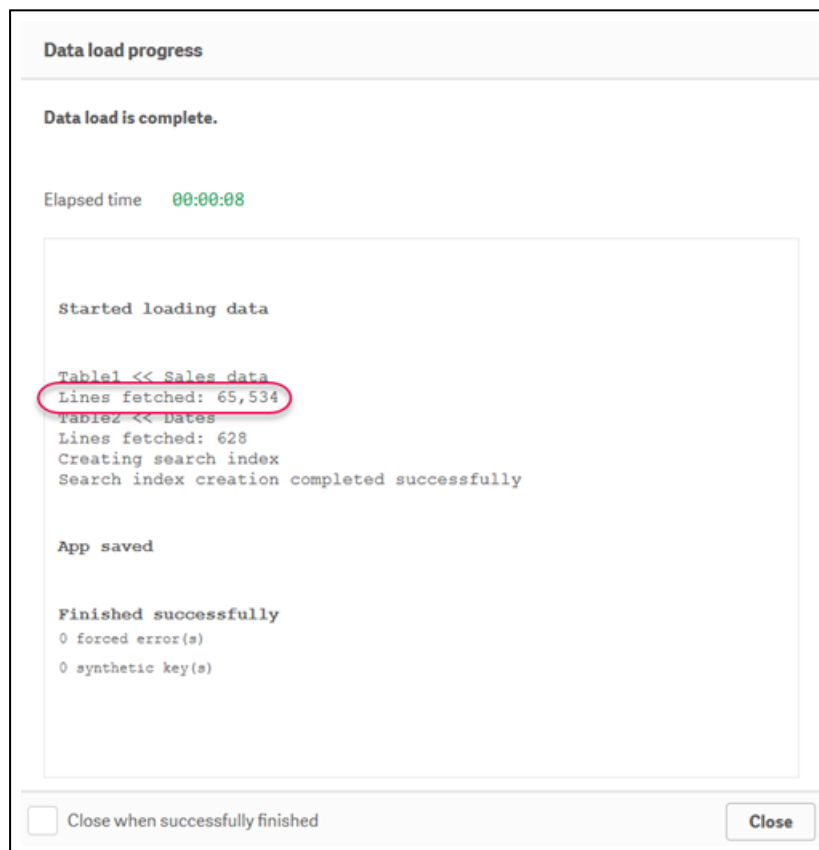 Data load progress
Data load is complete.
Elapsed time 00:00:08
Started loading data
Table1 << Sales data
Lines fetched: 65,534
Table2 << Dates
Lines fetched: 628
Creating search index
Search index creation completed successfully
App saved
Finished successfully
0 forced error(s)
0 synthetic key(s)
Close when successfully finished
Close